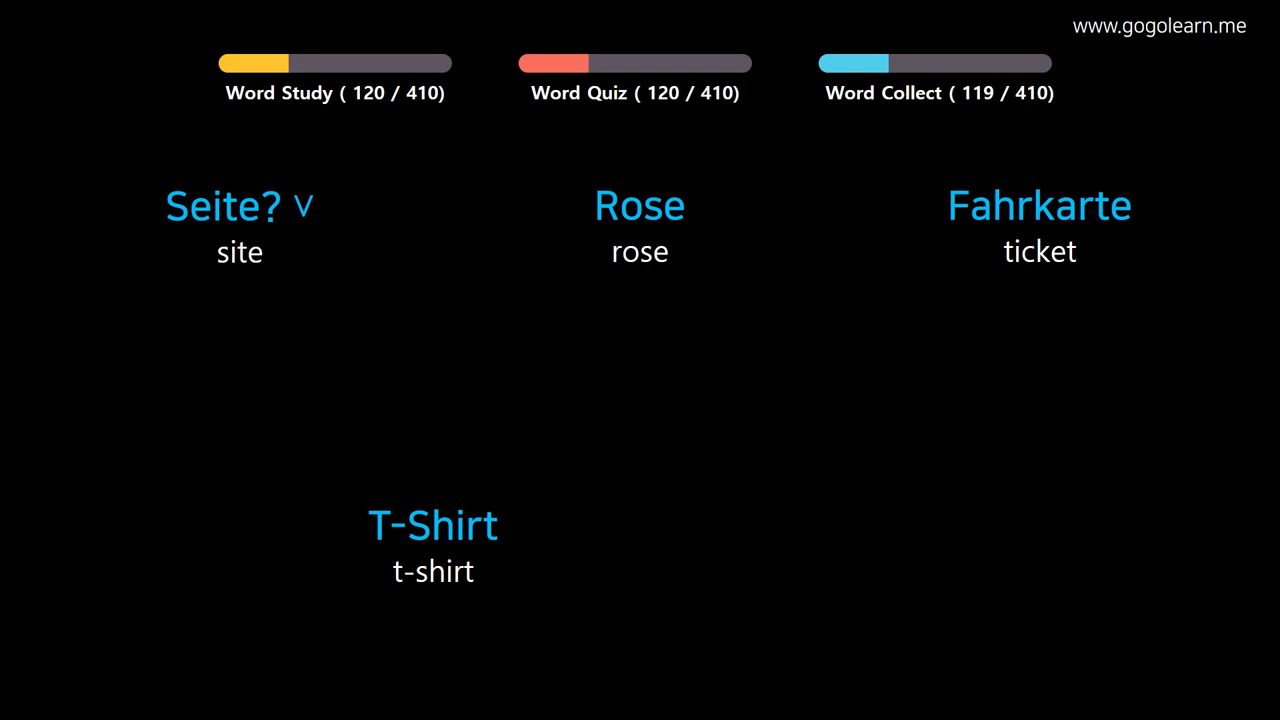 www.gogolearn.me
Word Study ( 120 / 410)
Word Quiz ( 120 / 410)
Word Collect ( 119 / 410)
Seite? ∨
site
Rose
rose
Fahrkarte
ticket
T-Shirt
t-shirt